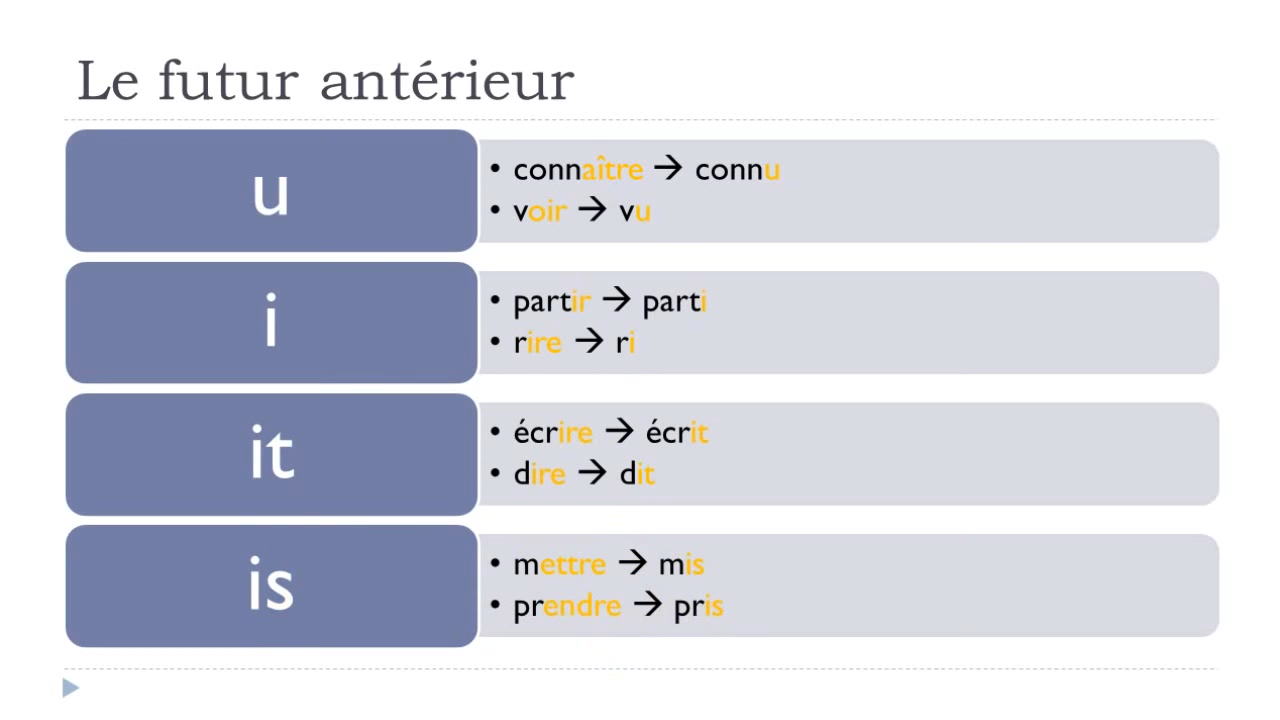 Le futur antérieur
u
• connaître → connu
• voir → vu
i
• partir → parti
• rire → ri
it
• écrire → écrit
• dire → dit
is
• mettre → mis
• prendre → pris